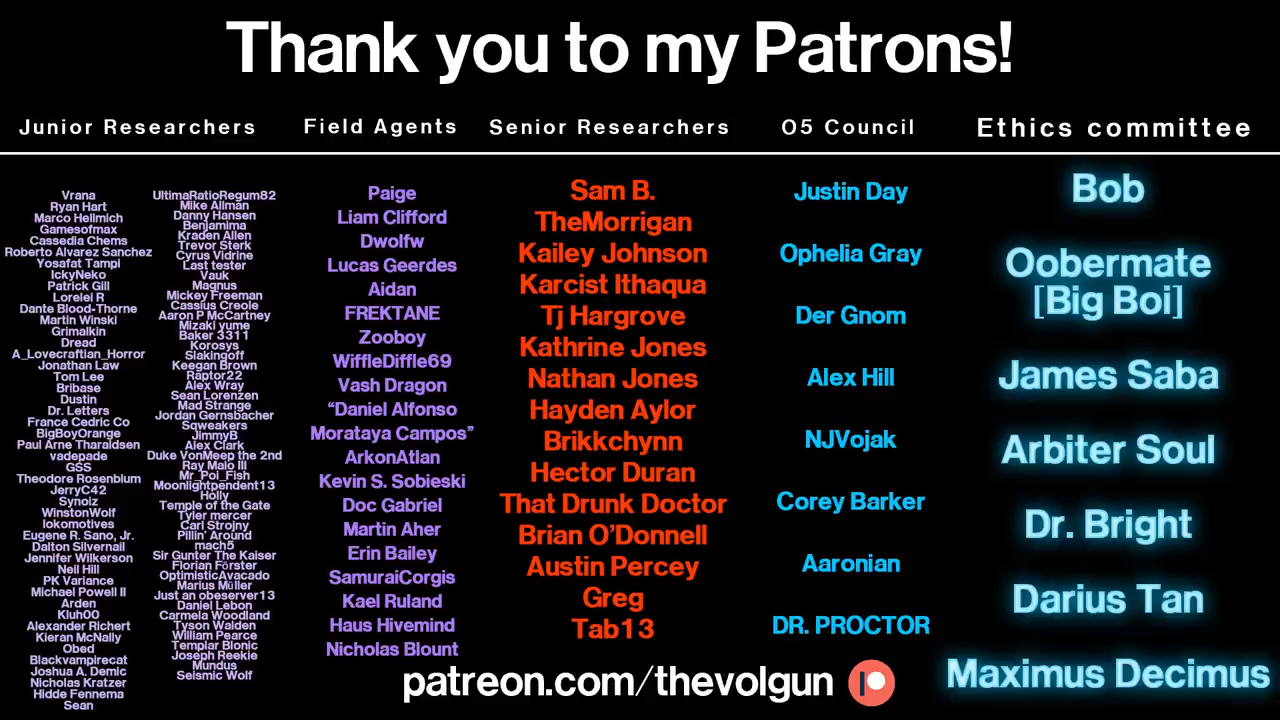 Thank you to my Patrons!
Junior Researchers
Field Agents
Senior Researchers
O5 Council
Ethics committee
Vrana
Ryan Hart
Marco Hellmich
Gamesofmax
Cassedia Chems
Roberto Alvarez Sanchez
Yosafat Tampi
IckyNeko
Patrick Gill
Lorelei R
Dante Blood-Thorne
Martin Winski
Grimalkin
Dread
A_Lovecraftian_Horror
Jonathan Law
Tom Lee
Bribase
Dustin
Dr. Letters
France Cedric Co
BigBoyOrange
Paul Arne Tharaldsen
vadepade
GSS
Theodore Rosenblum
JerryC42
Synoiz
WinstonWolf
lokomotives
Eugene R. Sano, Jr.
Dalton Silvernail
Jennifer Wilkerson
Neil Hill
PK Variance
Michael Powell II
Arden
Kluh00
Alexander Richert
Kieran McNally
Obed
Blackvampirecat
Joshua A. Demic
Nicholas Kratzer
Hidde Fennema
Sean
UltimaRatioRegum82
Mike Allman
Danny Hansen
Benjamima
Kraden Allen
Trevor Sterk
Cyrus Vidrine
Last tester
Vauk
Magnus
Mickey Freeman
Cassius Creole
Aaron P McCartney
Mizaki yume
Baker 3311
Korosys
Slakingoff
Keegan Brown
Raptor22
Alex Wray
Sean Lorenzen
Mad Strange
Jordan Gernsbacher
Sqweakers
JimmyB
Alex Clark
Duke VonMeep the 2nd
Ray Malo III
Mr_Poi_Fish
Moonlightpendent13
Holly
Temple of the Gate
Tyler mercer
Carl Strojny
Pillin' Around
mach5
Sir Gunter The Kaiser
Florian Förster
OptimisticAvacado
Marius Müller
Just an obeserver13
Daniel Lebon
Carmela Woodland
Tyson Walden
William Pearce
Templar Bionic
Joseph Reekie
Mundus
Seismic Wolf
Paige
Liam Clifford
Dwolfw
Lucas Geerdes
Aidan
FREKTANE
Zooboy
WiffleDiffle69
Vash Dragon
“Daniel Alfonso
Morataya Campos”
ArkonAtlan
Kevin S. Sobieski
Doc Gabriel
Martin Aher
Erin Bailey
SamuraiCorgis
Kael Ruland
Haus Hivemind
Nicholas Blount
Sam B.
TheMorrigan
Kailey Johnson
Karcist Ithaqua
Tj Hargrove
Kathrine Jones
Nathan Jones
Hayden Aylor
Brikkchynn
Hector Duran
That Drunk Doctor
Brian O’Donnell
Austin Percey
Greg
Tab13
Justin Day
Ophelia Gray
Der Gnom
Alex Hill
NJVojak
Corey Barker
Aaronian
DR. PROCTOR
Bob
Oobermate
[Big Boi]
James Saba
Arbiter Soul
Dr. Bright
Darius Tan
Maximus Decimus
patreon.com/thevolgun